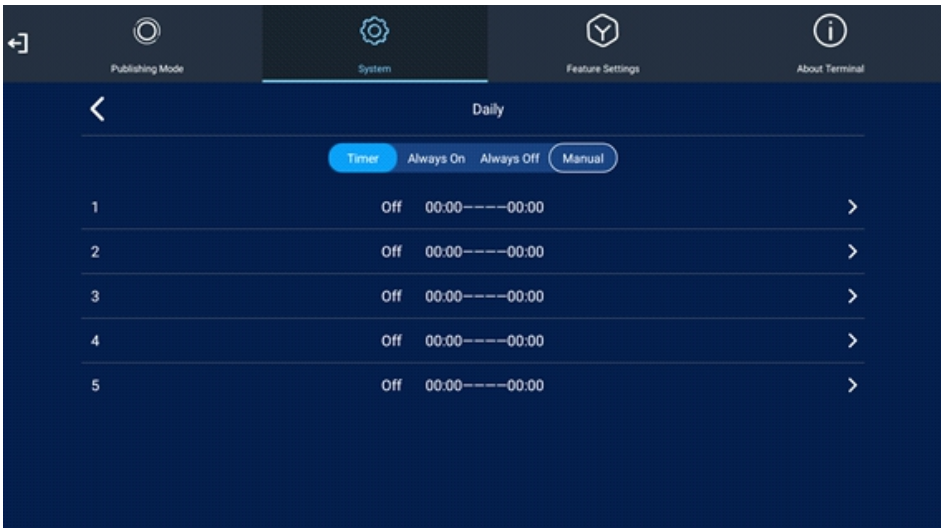 Publishing Mode System Feature Settings About Terminal
Daily
Timer Always On Always Off Manual
1 Off 00:00----00:00
2 Off 00:00----00:00
3 Off 00:00----00:00
4 Off 00:00----00:00
5 Off 00:00----00:00